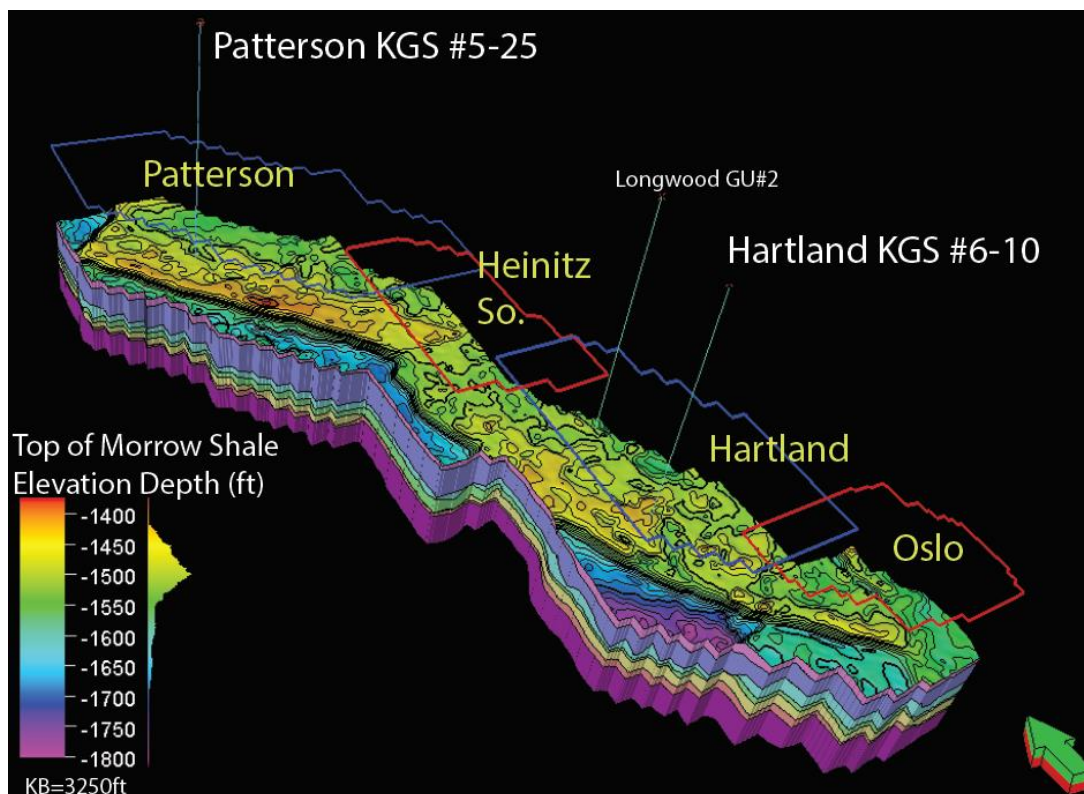 Patterson KGS #5-25
Patterson
Longwood GU#2
Heinitz
So.
Hartland KGS #6-10
Hartland
Oslo
Top of Morrow Shale
Elevation Depth (ft)
-1400
-1450
-1500
-1550
-1600
-1650
-1700
-1750
-1800
KB=3250ft